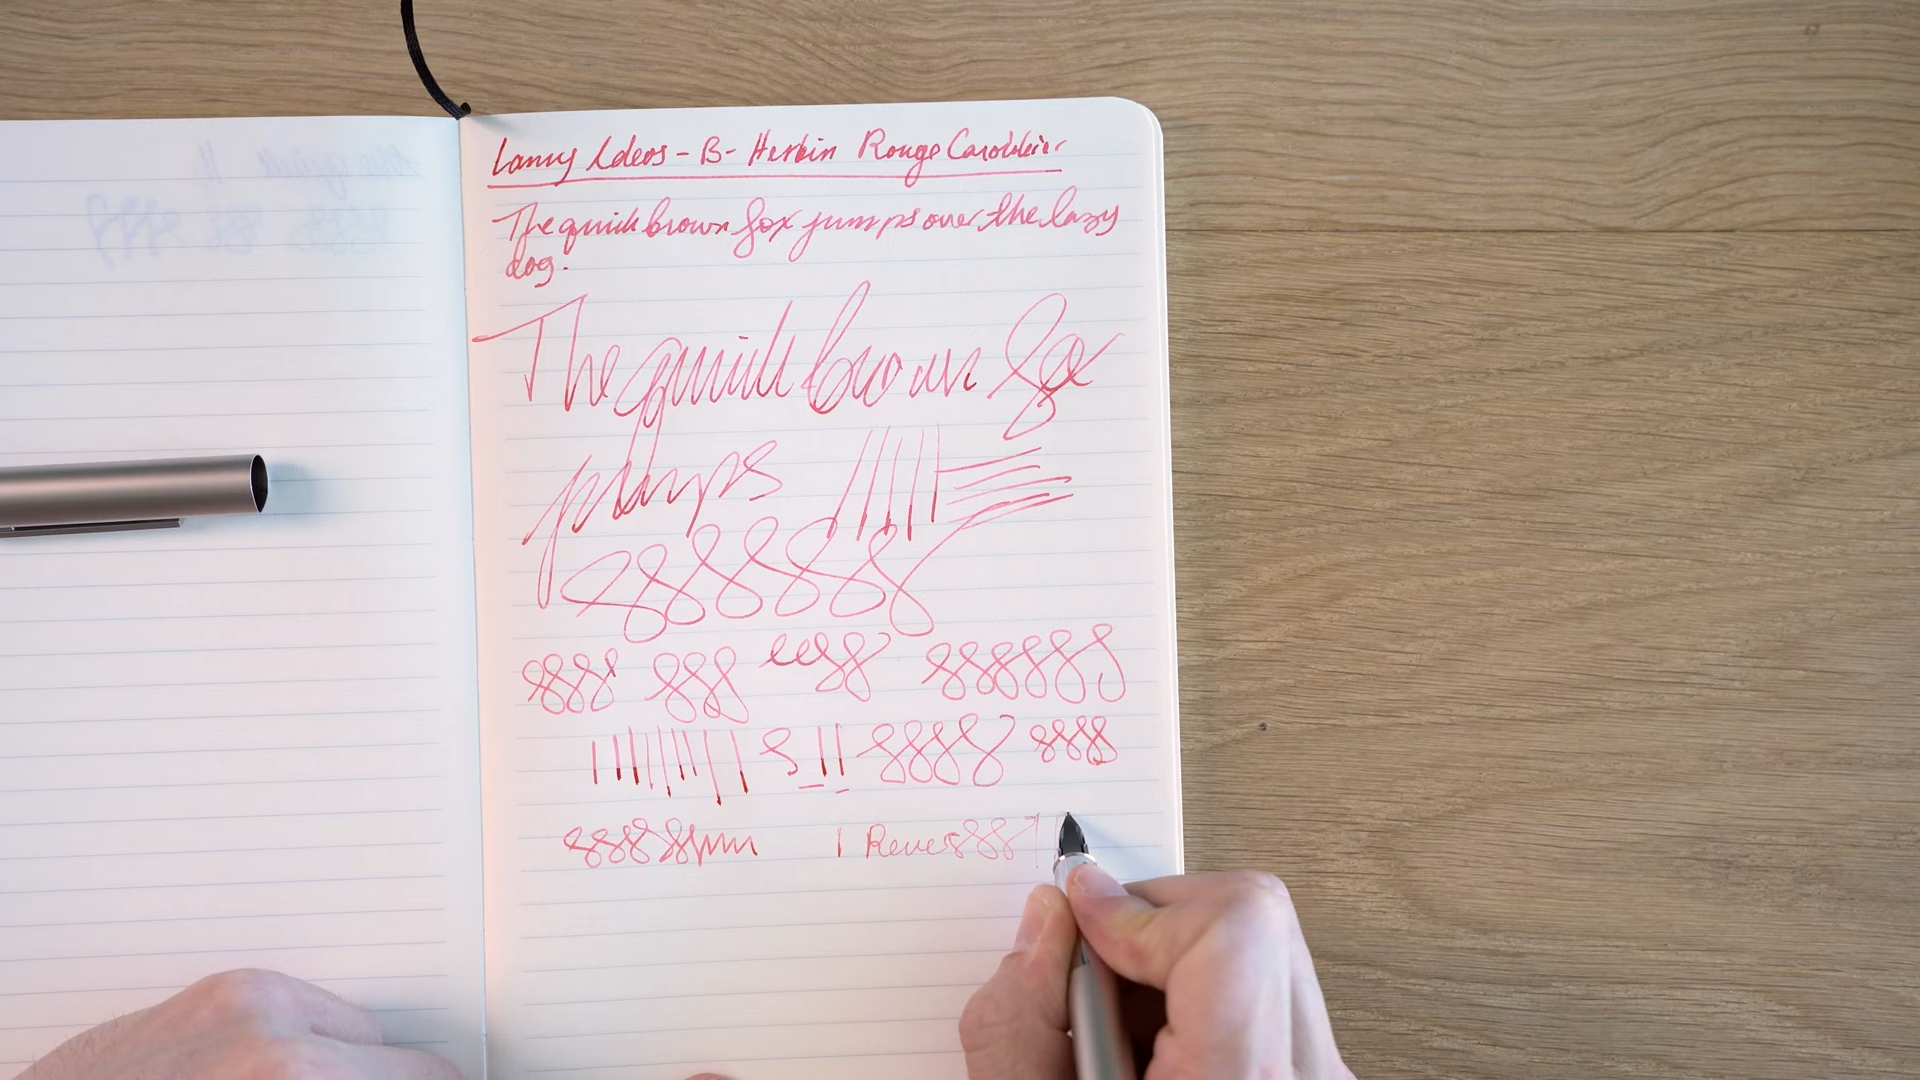 Lamy Ideos - B - Herbin Rouge Caroubier
The quick brown fox jumps over the lazy
dog.
The quick brown fox
jumps
Reve